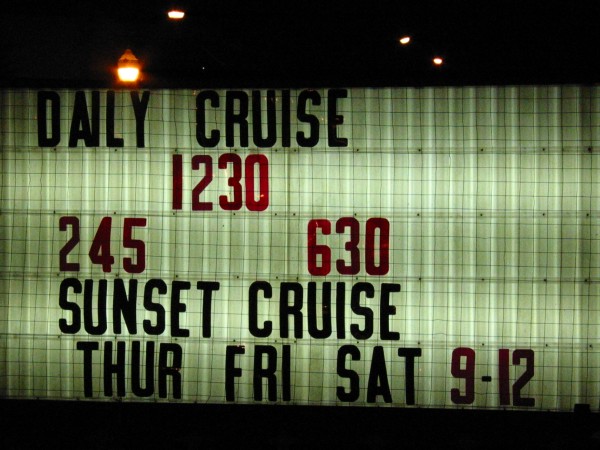 DAILY CRUISE
1230
245 630
SUNSET CRUISE
THUR FRI SAT 9-12